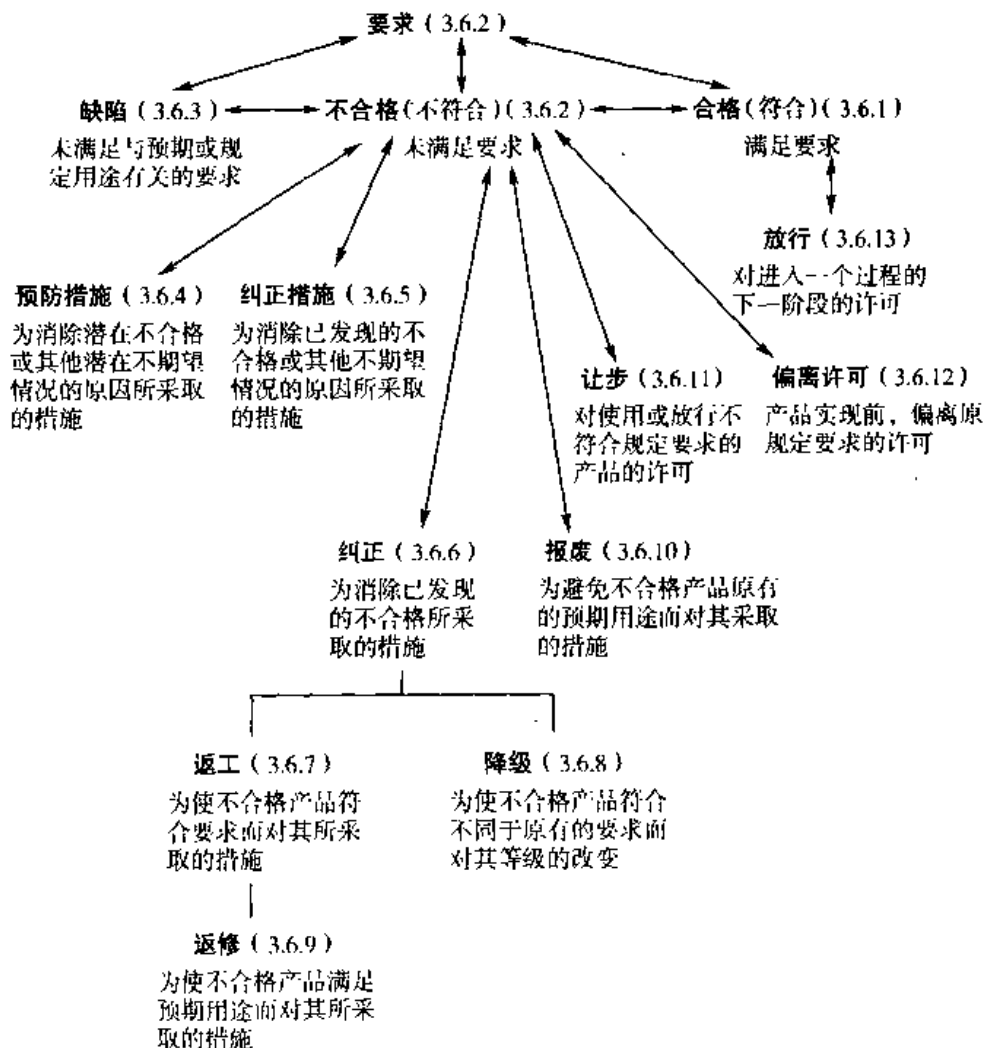 要求（3.6.2）
缺陷（3.6.3）
不合格（不符合）（3.6.2）
合格（符合）（3.6.1）
未满足与预期或规
定用途有关的要求
未满足要求
满足要求
放行（3.6.13）
对进入一个过程的
下一阶段的许可
预防措施（3.6.4）
为消除潜在不合格
或其他潜在不期望
情况的原因所采取
的措施
纠正措施（3.6.5）
为消除已发现的不
合格或其他不期望
情况的原因所采取
的措施
让步（3.6.11）
对使用或放行不
符合规定要求的
产品的许可
偏离许可（3.6.12）
产品实现前，偏离原
规定要求的许可
纠正（3.6.6）
为消除已发现
的不合格所采
取的措施
报废（3.6.10）
为避免不合格产品原有
的预期用途而对其采取
的措施
返工（3.6.7）
为使不合格产品符
合要求而对其所采
取的措施
降级（3.6.8）
为使不合格产品符合
不同于原有的要求而
对其等级的改变
返修（3.6.9）
为使不合格产品满足
预期用途而对其所采
取的措施